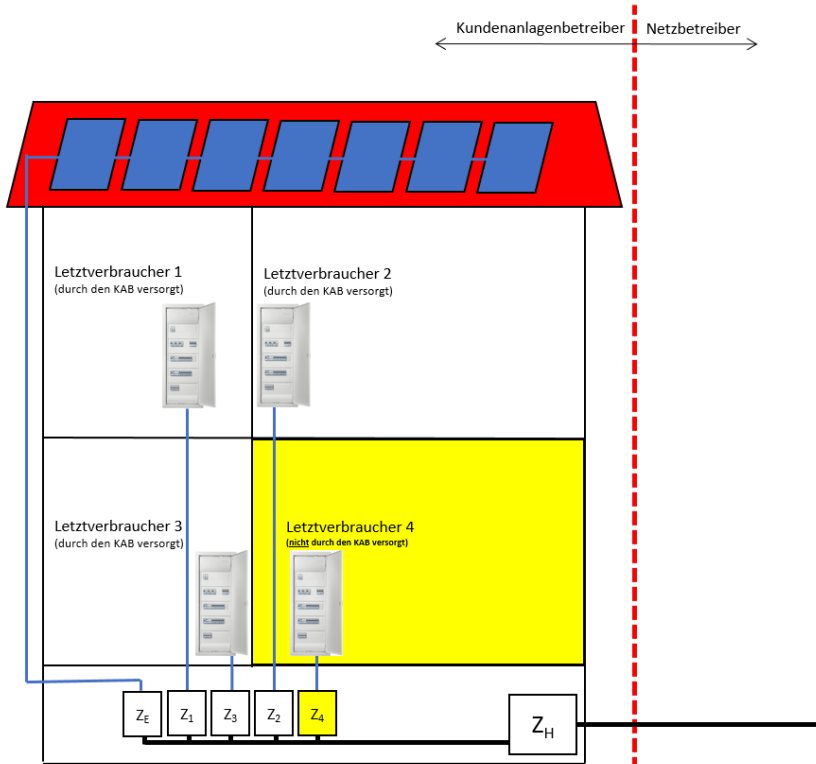 Kundenanlagenbetreiber
Netzbetreiber
Letztverbraucher 1
(durch den KAB versorgt)
Letztverbraucher 2
(durch den KAB versorgt)
Letztverbraucher 3
(durch den KAB versorgt)
Letztverbraucher 4
(nicht durch den KAB versorgt)
ZE
Z1
Z3
Z2
Z4
ZH